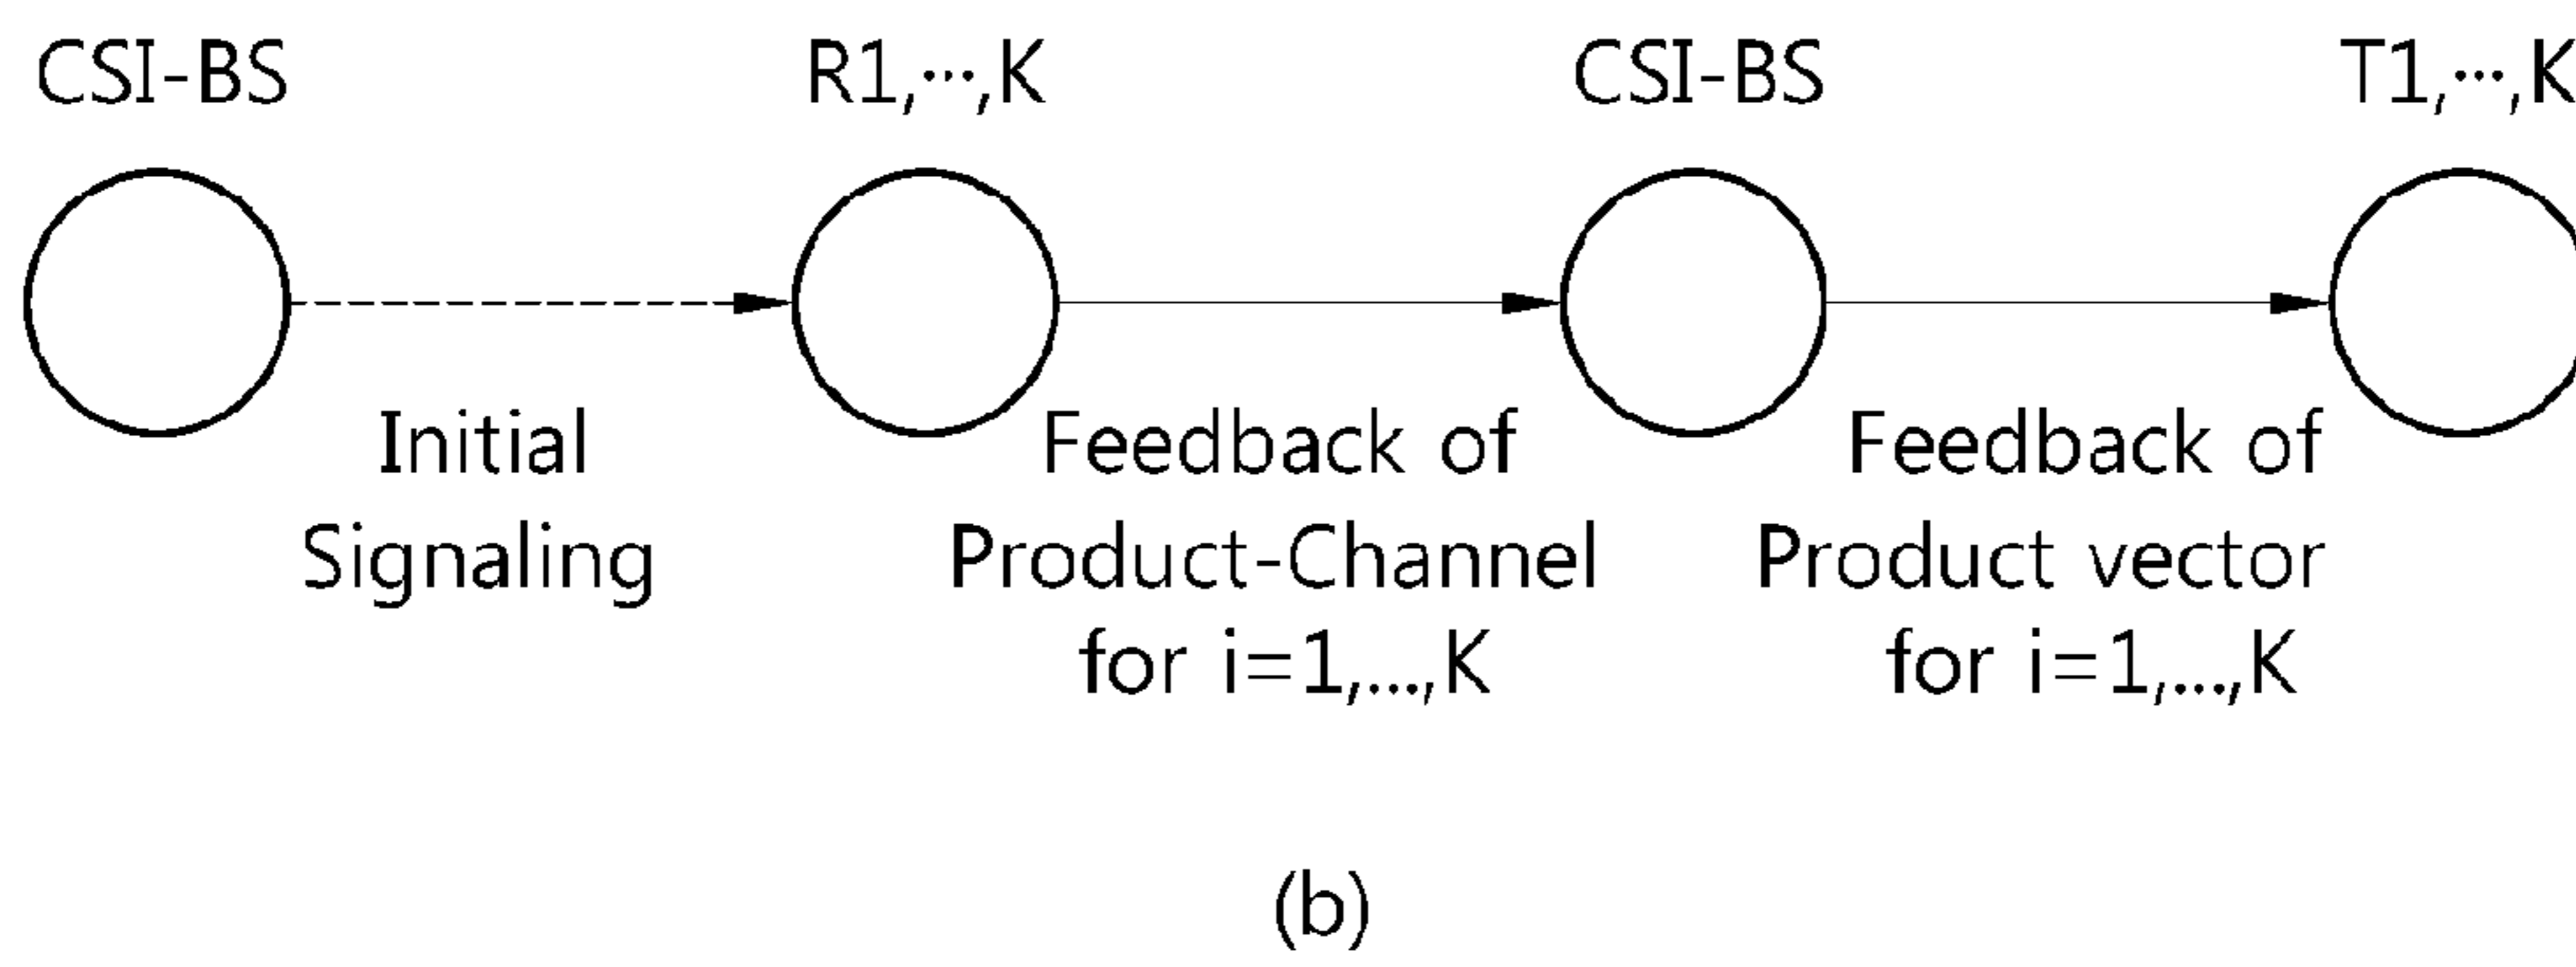 CSI-BS R1,···,K CSI-BS T1,···,K
Initial Feedback of Feedback of
Signaling Product-Channel Product vector
for i=1,...,K for i=1,...,K
(b)